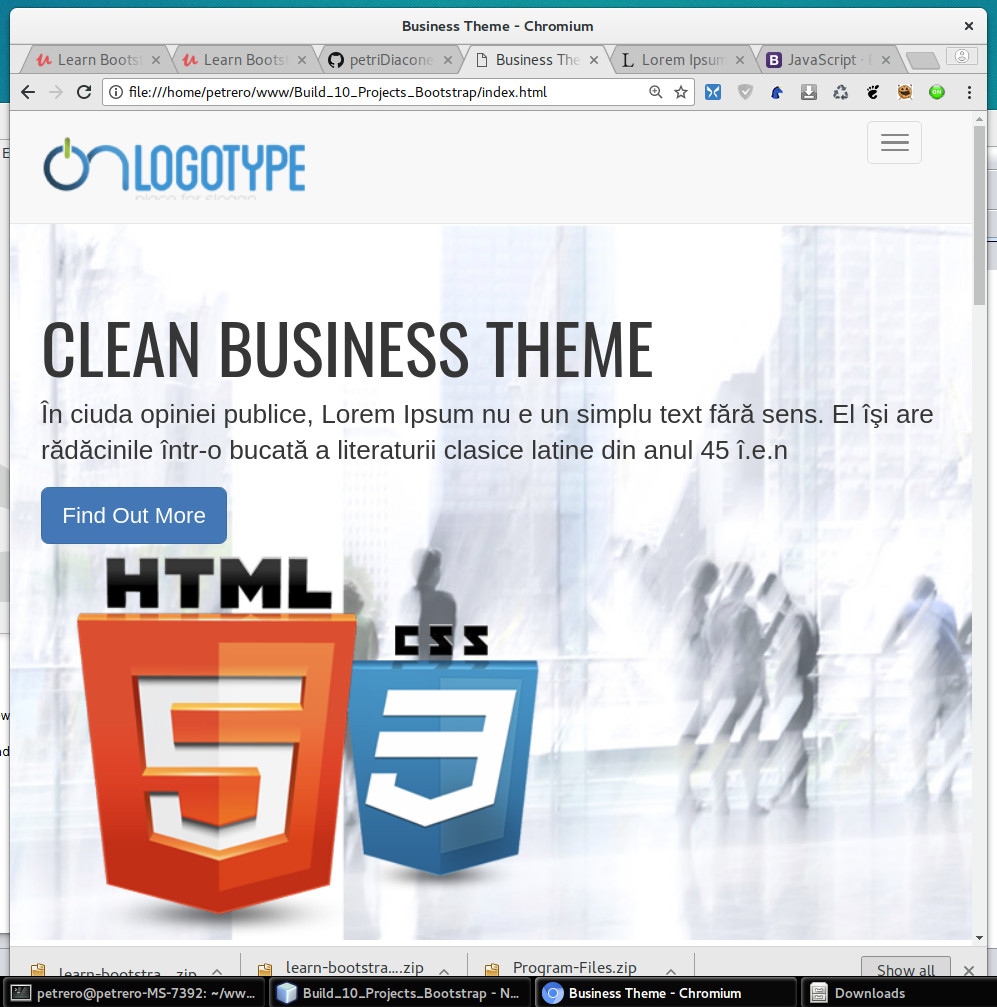 Business Theme - Chromium
Learn Boots
Learn Boots
petriDiacone
Business The
Lorem Ipsum
JavaScript ·
file:///home/petrero/www/Build_10_Projects_Bootstrap/index.html
ON
LOGOTYPE
place for slogan
CLEAN BUSINESS THEME
În ciuda opiniei publice, Lorem Ipsum nu e un simplu text fără sens. El îşi are
rădăcinile într-o bucată a literaturii clasice latine din anul 45 î.e.n
Find Out More
HTML
5
CSS
3
learn-bootstra....zip
learn-bootstra....zip
Program-Files.zip
Show all
petrero@petrero-MS-7392: ~/ww...
Build_10_Projects_Bootstrap - N...
Business Theme - Chromium
Downloads